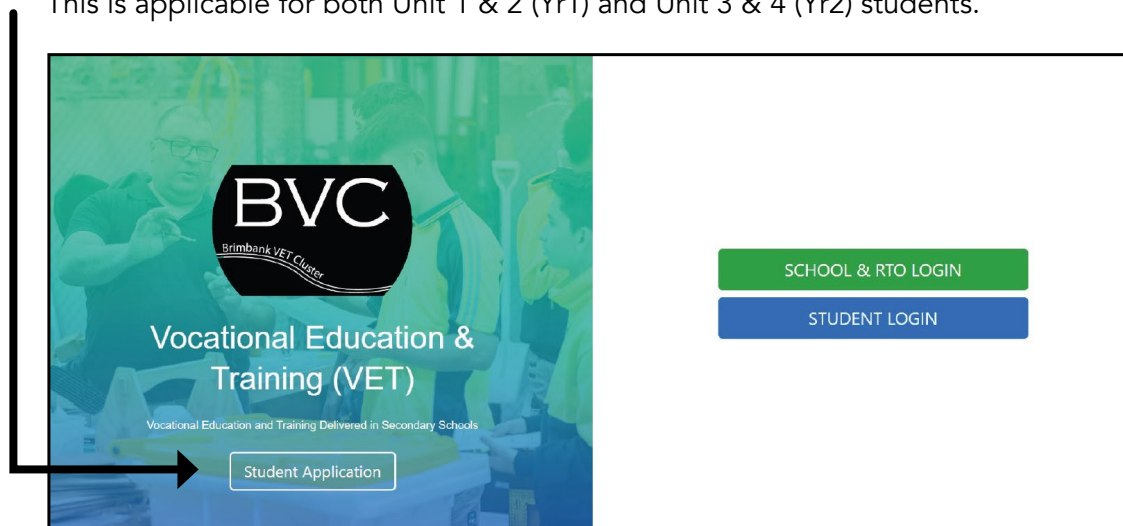 This is applicable for both Unit 1 & 2 (Yr1) and Unit 3 & 4 (Yr2) students.
BVC
Brimbank VET Cluster
Vocational Education &
Training (VET)
Vocational Education and Training Delivered in Secondary Schools
Student Application
SCHOOL & RTO LOGIN
STUDENT LOGIN